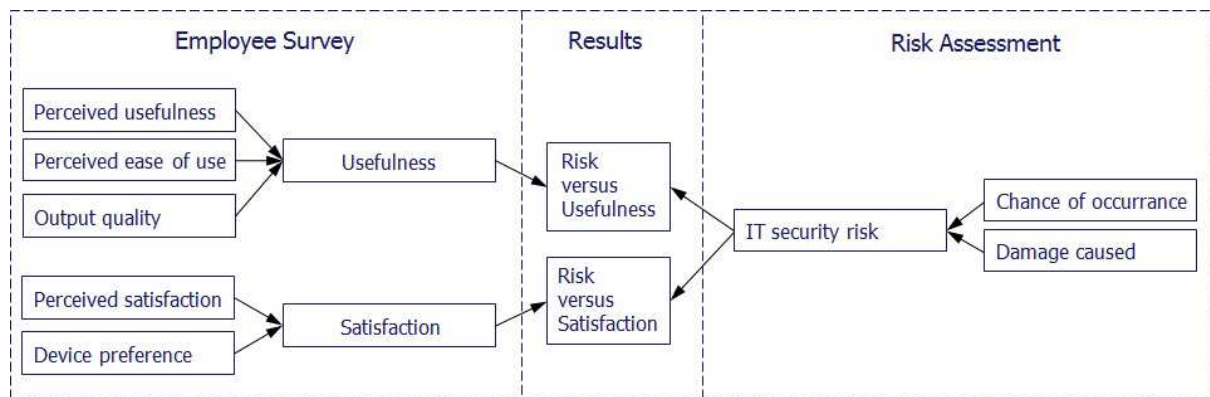 Employee Survey
Results
Risk Assessment
Perceived usefulness
Perceived ease of use
Output quality
Usefulness
Risk
versus
Usefulness
IT security risk
Chance of occurrance
Damage caused
Perceived satisfaction
Device preference
Satisfaction
Risk
versus
Satisfaction